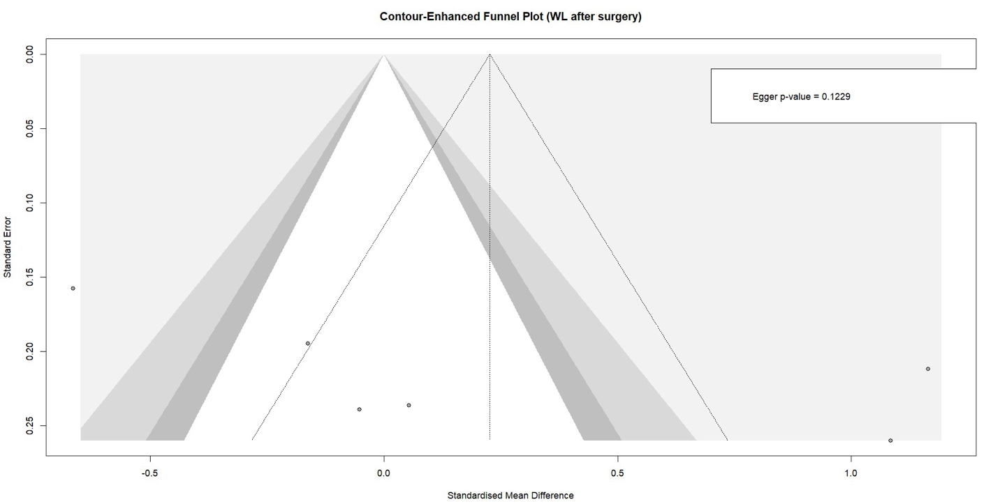 Contour-Enhanced Funnel Plot (WL after surgery)
Egger p-value = 0.1229
Standard Error
0.00
0.05
0.10
0.15
0.20
0.25
-0.5
0.0
0.5
1.0
Standardised Mean Difference